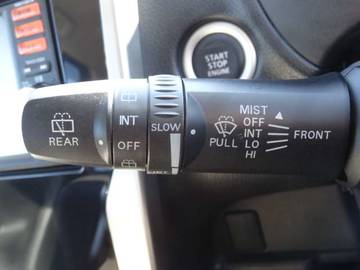 START
STOP
ENGINE
REAR
INT
OFF
SLOW
PULL
MIST
OFF
INT
LO
HI
FRONT